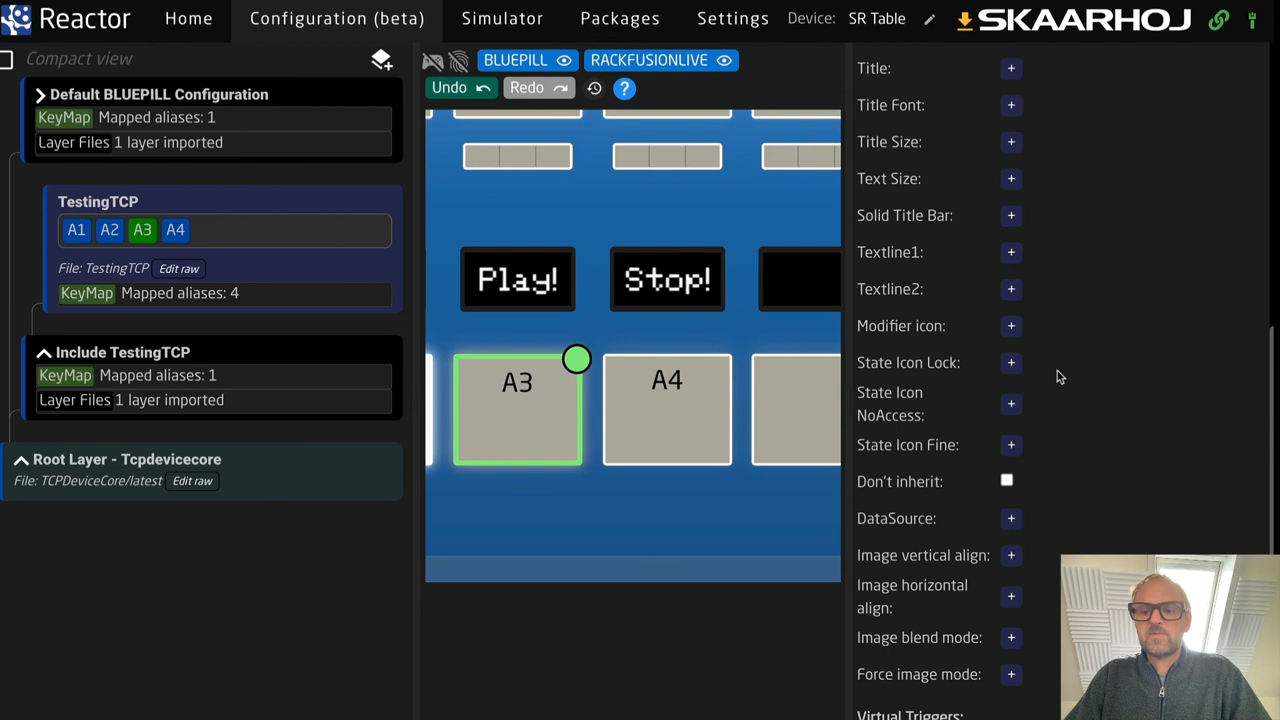 Reactor
Home
Configuration (beta)
Simulator
Packages
Settings
Device: SR Table
SKAARHOJ
Compact view
Default BLUEPILL Configuration
KeyMap Mapped aliases: 1
Layer Files 1 layer imported
TestingTCP
A1 A2 A3 A4
File: TestingTCP Edit raw
KeyMap Mapped aliases: 4
Include TestingTCP
KeyMap Mapped aliases: 1
Layer Files 1 layer imported
Root Layer - Tcpdevicecore
File: TCPDeviceCore/latest Edit raw
BLUEPILL
RACKFUSIONLIVE
Undo
Redo
?
Play!
Stop!
A3
A4
Title: +
Title Font: +
Title Size: +
Text Size: +
Solid Title Bar: +
Textline1: +
Textline2: +
Modifier icon: +
State Icon Lock: +
State Icon
NoAccess: +
State Icon Fine: +
Don't inherit:
DataSource: +
Image vertical align: +
Image horizontal
align: +
Image blend mode: +
Force image mode: +
Virtual Triggers: